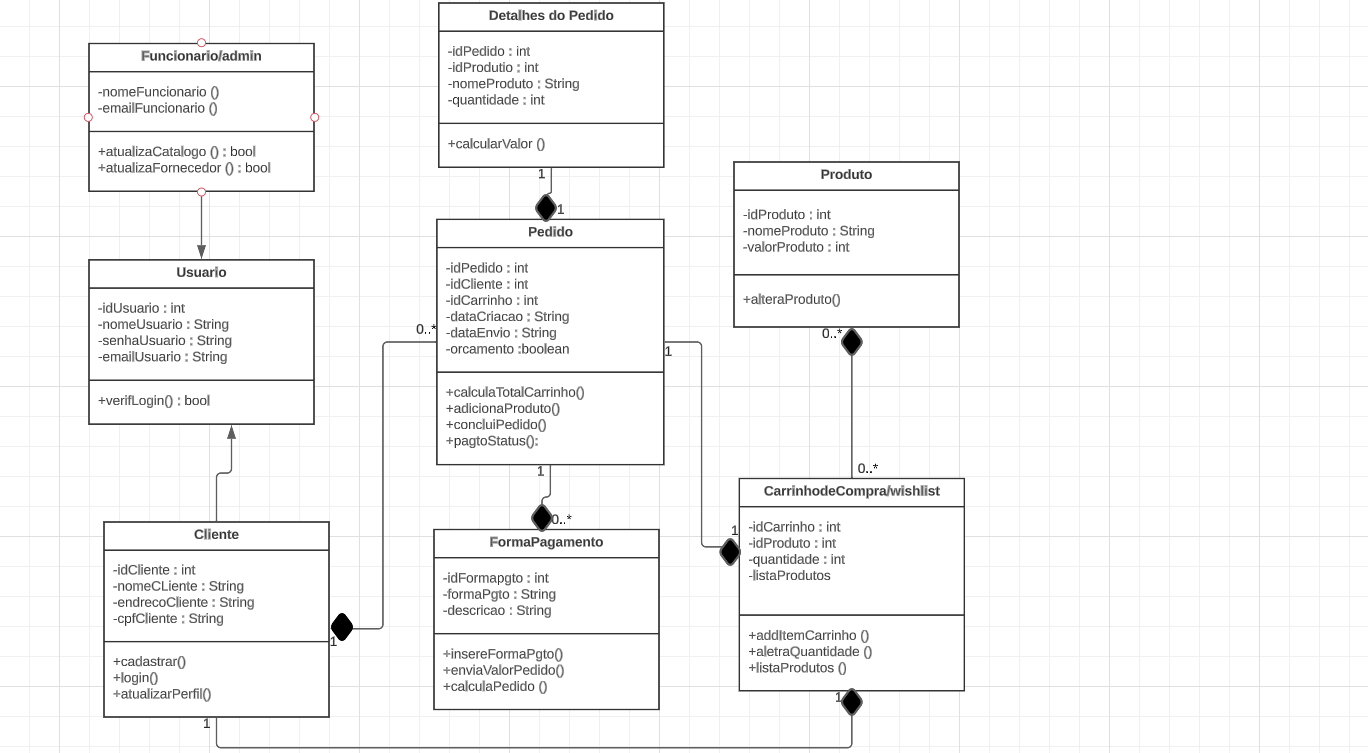 Detalhes do Pedido
-idPedido : int
-idProdutio : int
-nomeProduto : String
-quantidade : int
+calcularValor ()
1
1
Funcionario/admin
-nomeFuncionario ()
-emailFuncionario ()
+atualizaCatalogo () : bool
+atualizaFornecedor () : bool
Produto
-idProduto : int
-nomeProduto : String
-valorProduto : int
+alteraProduto()
0..*
0..*
Usuario
-idUsuario : int
-nomeUsuario : String
-senhaUsuario : String
-emailUsuario : String
+verifLogin() : bool
Pedido
-idPedido : int
-idCliente : int
-idCarrinho : int
-dataCriacao : String
-dataEnvio : String
-orcamento :boolean
+calculaTotalCarrinho()
+adicionaProduto()
+concluiPedido()
+pagtoStatus():
0..*
1
1
0..*
Cliente
-idCliente : int
-nomeCLiente : String
-endrecoCliente : String
-cpfCliente : String
+cadastrar()
+login()
+atualizarPerfil()
1
1
FormaPagamento
-idFormapgto : int
-formaPgto : String
-descricao : String
+insereFormaPgto()
+enviaValorPedido()
+calculaPedido ()
CarrinhodeCompra/wishlist
1
-idCarrinho : int
-idProduto : int
-quantidade : int
-listaProdutos
+addItemCarrinho ()
+aletraQuantidade ()
+listaProdutos ()
1